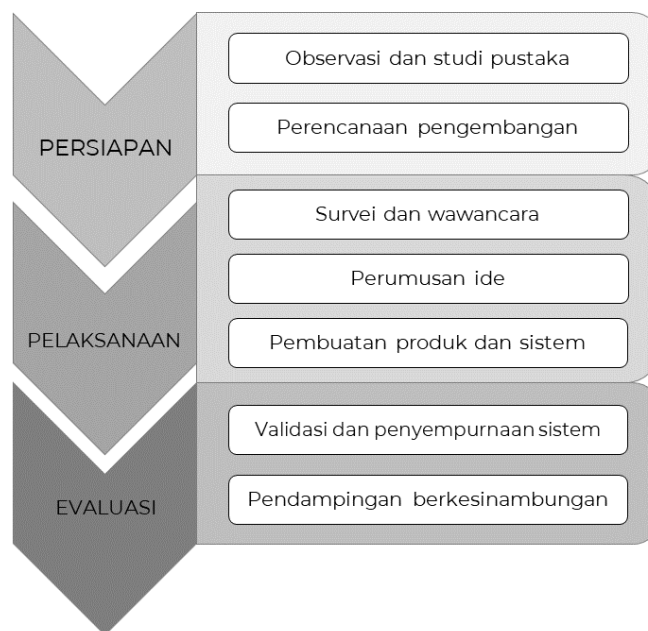 PERSIAPAN
Observasi dan studi pustaka
Perencanaan pengembangan
PELAKSANAAN
Survei dan wawancara
Perumusan ide
Pembuatan produk dan sistem
EVALUASI
Validasi dan penyempurnaan sistem
Pendampingan berkesinambungan